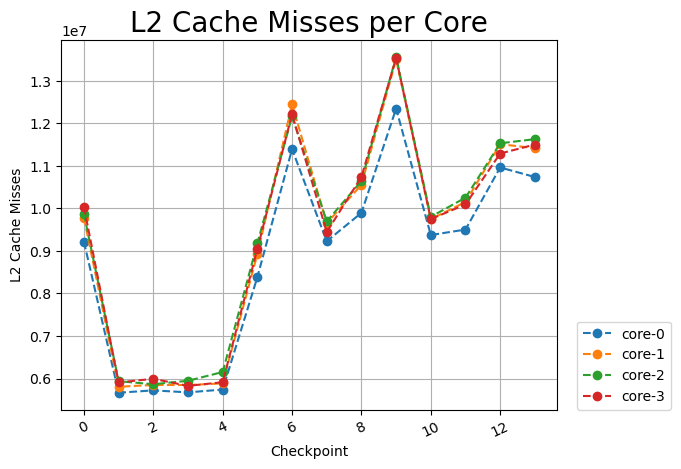 L2 Cache Misses per Core
1e7
1.3
1.2
1.1
1.0
0.9
0.8
0.7
0.6
L2 Cache Misses
0 2 4 6 8 10 12
Checkpoint
core-0
core-1
core-2
core-3